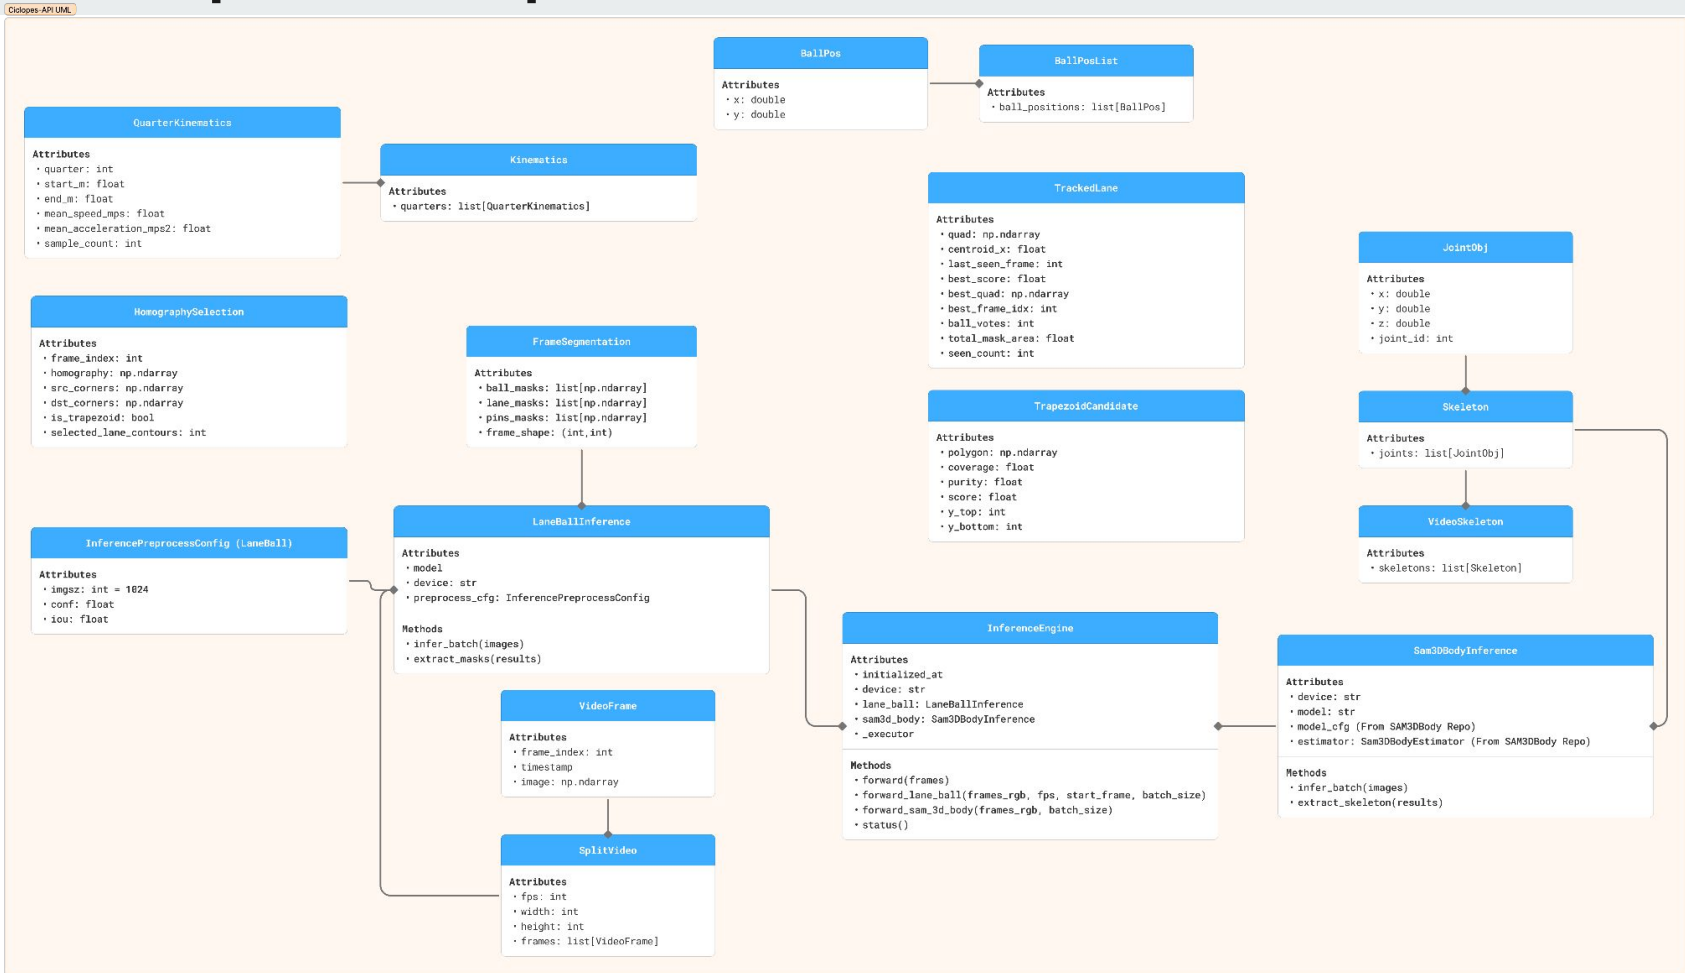 Ciclopes-API UML
BallPos
Attributes
• x: double
• y: double
BallPosList
Attributes
• ball_positions: list[BallPos]
QuarterKinematics
Attributes
• quarter: int
• start_m: float
• end_m: float
• mean_speed_mps: float
• mean_acceleration_mps2: float
• sample_count: int
Kinematics
Attributes
• quarters: list[QuarterKinematics]
TrackedLane
Attributes
• quad: np.ndarray
• centroid_x: float
• last_seen_frame: int
• best_score: float
• best_quad: np.ndarray
• best_frame_idx: int
• ball_votes: int
• total_mask_area: float
• seen_count: int
JointObj
Attributes
• x: double
• y: double
• z: double
• joint_id: int
HomographySelection
Attributes
• frame_index: int
• homography: np.ndarray
• src_corners: np.ndarray
• dst_corners: np.ndarray
• is_trapezoid: bool
• selected_lane_contours: int
FrameSegmentation
Attributes
• ball_masks: list[np.ndarray]
• lane_masks: list[np.ndarray]
• pins_masks: list[np.ndarray]
• frame_shape: (int,int)
TrapezoidCandidate
Attributes
• polygon: np.ndarray
• coverage: float
• purity: float
• score: float
• y_top: int
• y_bottom: int
Skeleton
Attributes
• joints: list[JointObj]
VideoSkeleton
Attributes
• skeletons: list[Skeleton]
InferencePreprocessConfig (LaneBall)
Attributes
• imgsz: int = 1024
• conf: float
• iou: float
LaneBallInference
Attributes
• model
• device: str
• preprocess_cfg: InferencePreprocessConfig
Methods
• infer_batch(images)
• extract_masks(results)
InferenceEngine
Attributes
• initialized_at
• device: str
• lane_ball: LaneBallInference
• sam3d_body: Sam3DBodyInference
• _executor
Methods
• forward(frames)
• forward_lane_ball(frames_rgb, fps, start_frame, batch_size)
• forward_sam_3d_body(frames_rgb, batch_size)
• status()
Sam3DBodyInference
Attributes
• device: str
• model: str
• model_cfg (From SAM3DBody Repo)
• estimator: Sam3DBodyEstimator (From SAM3DBody Repo)
Methods
• infer_batch(images)
• extract_skeleton(results)
VideoFrame
Attributes
• frame_index: int
• timestamp
• image: np.ndarray
SplitVideo
Attributes
• fps: int
• width: int
• height: int
• frames: list[VideoFrame]